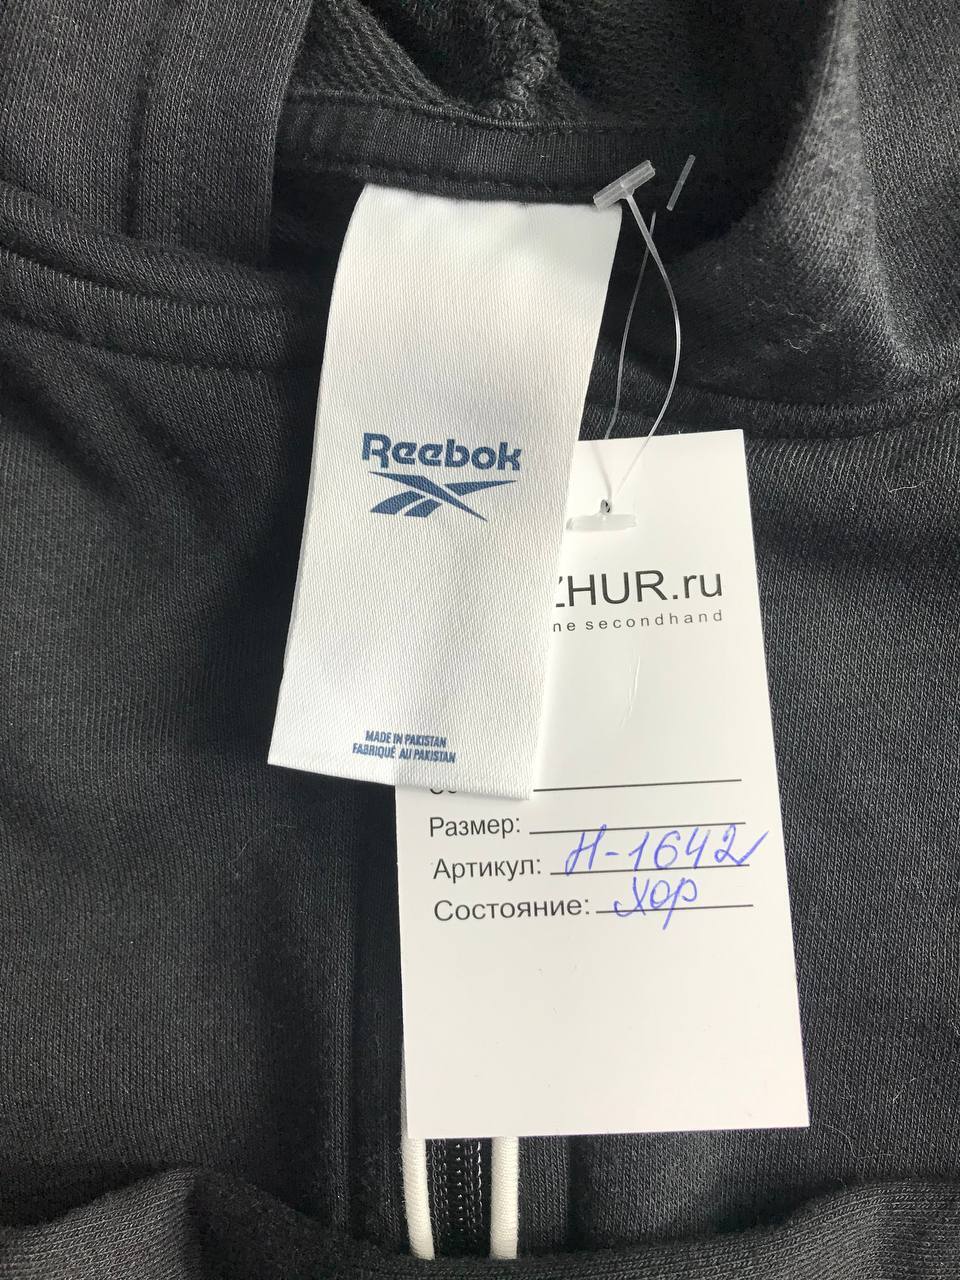 Reebok
MADE IN PAKISTAN
FABRIQUÉ AU PAKISTAN
ZHUR.ru
ne secondhand
Размер:
Артикул: Н-1642
Состояние: хор